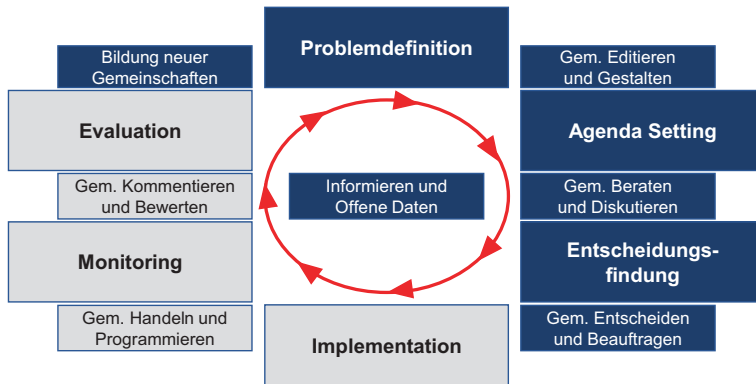 Problemdefinition
Bildung neuer
Gemeinschaften
Gem. Editieren
und Gestalten
Evaluation
Agenda Setting
Gem. Kommentieren
und Bewerten
Informieren und
Offene Daten
Gem. Beraten
und Diskutieren
Monitoring
Entscheidungs-
findung
Gem. Handeln und
Programmieren
Implementation
Gem. Entscheiden
und Beauftragen